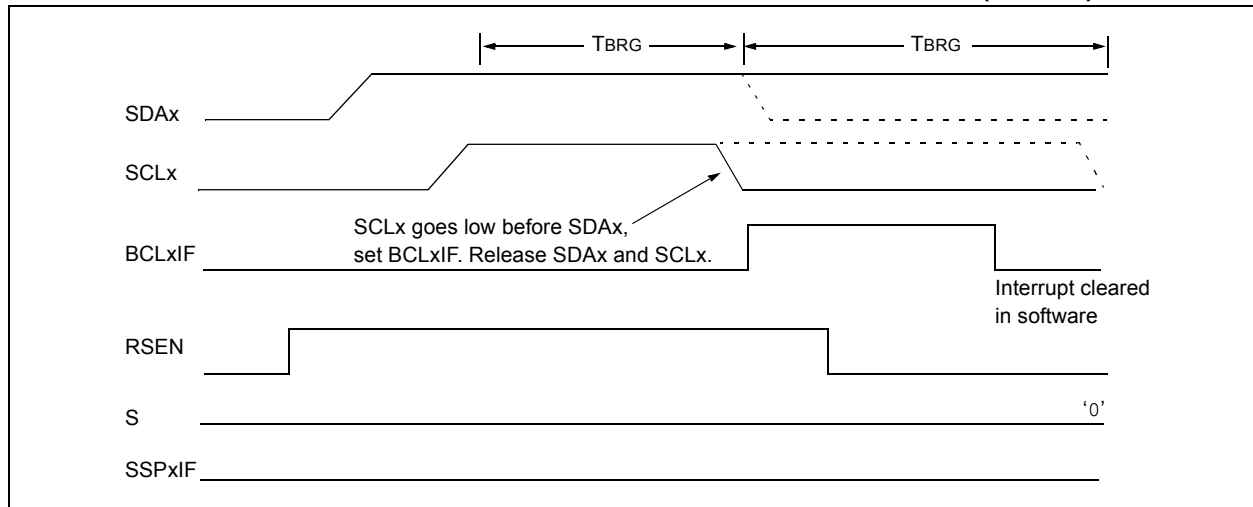 TBRG TBRG
SDAx
SCLx
SCLx goes low before SDAx,
set BCLxIF. Release SDAx and SCLx.
BCLxIF
Interrupt cleared
in software
RSEN
S
‘0’
SSPxIF